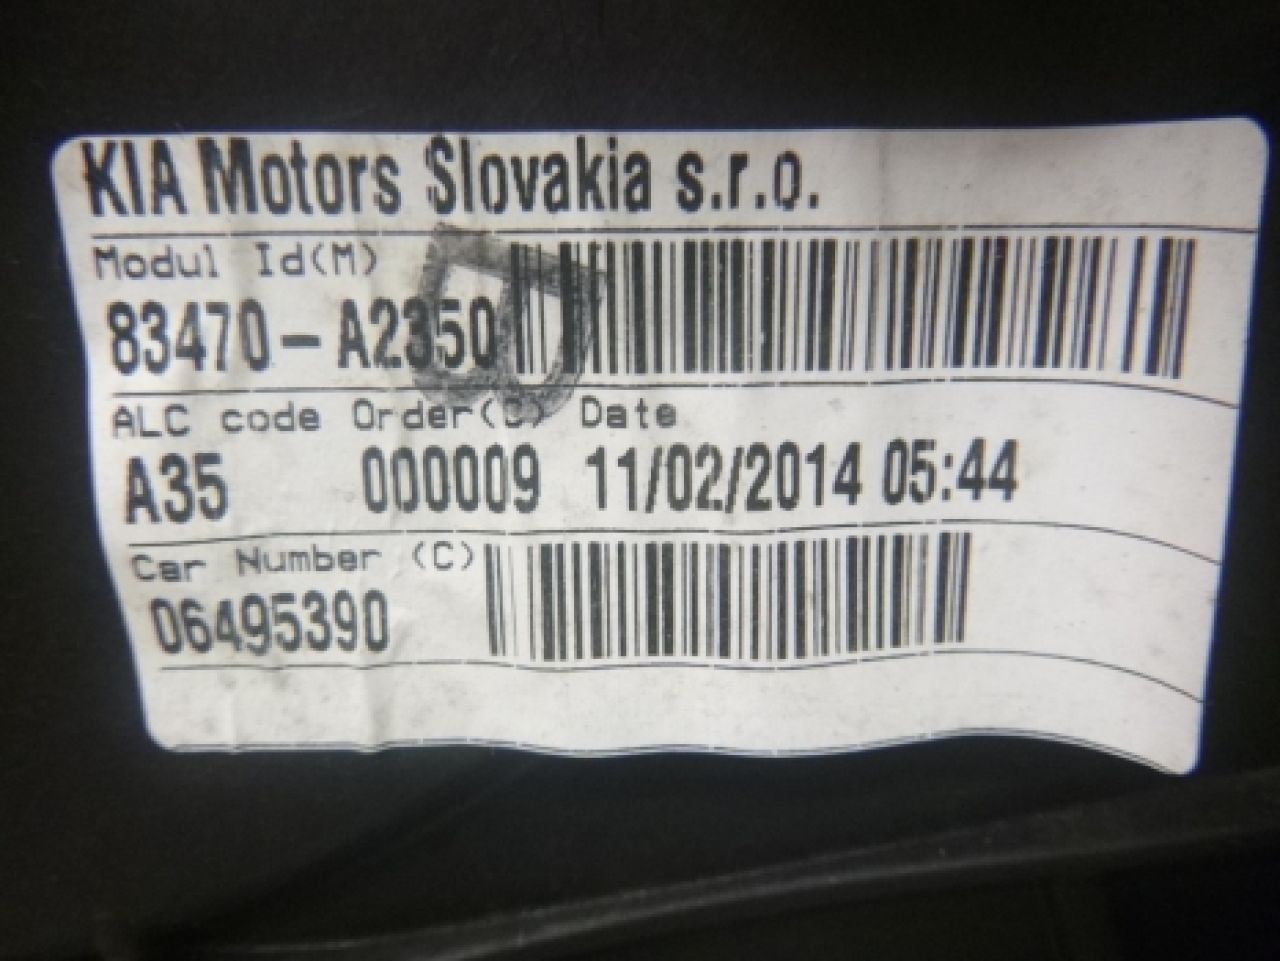 KIA Motors Slovakia s.r.o.
Modul Id(M)
83470-A2350
ALC code Order(S) Date
A35 000009 11/02/2014 05:44
Car Number (C)
06495390